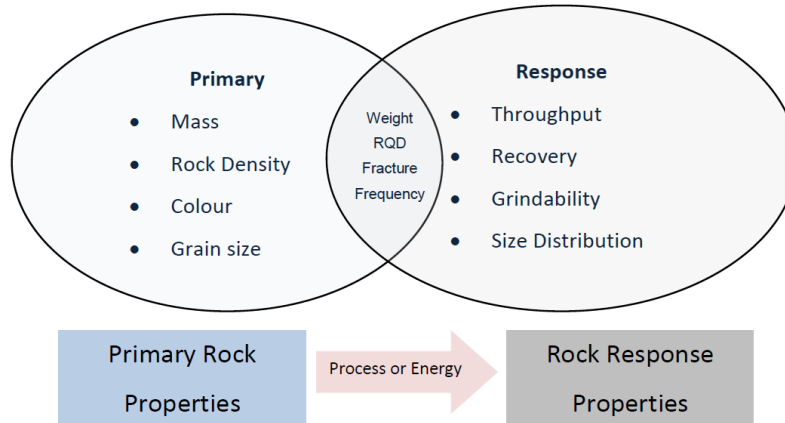 Primary
• Mass
• Rock Density
• Colour
• Grain size
Weight
RQD
Fracture
Frequency
Response
• Throughput
• Recovery
• Grindability
• Size Distribution
Primary Rock
Properties
Process or Energy
Rock Response
Properties